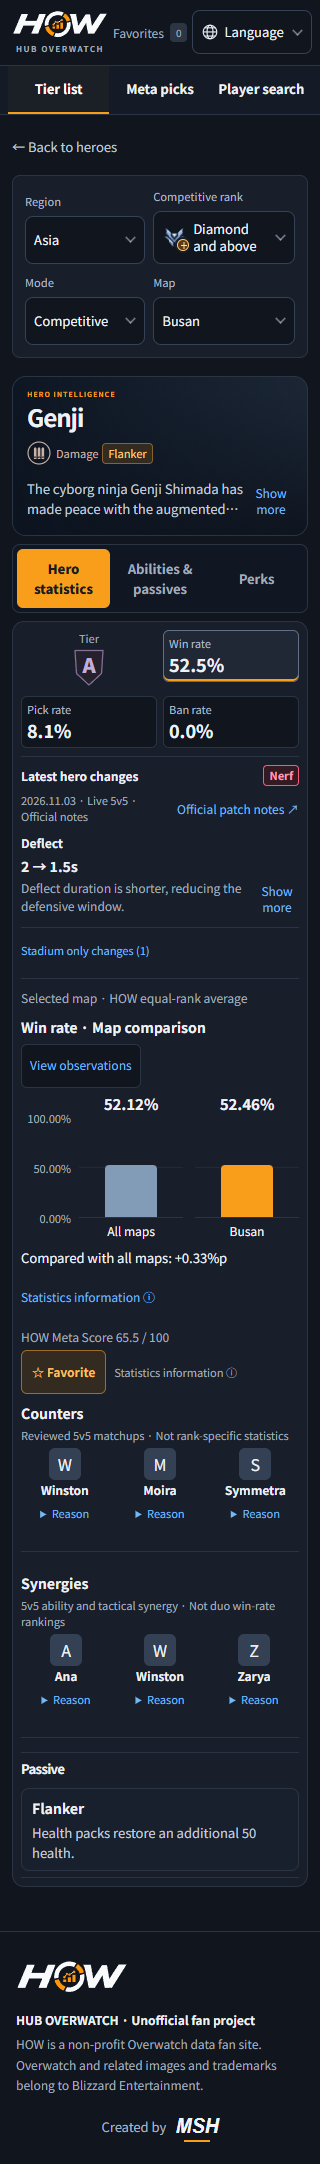 HOW
HUB OVERWATCH
Favorites 0
Language
Tier list
Meta picks
Player search
← Back to heroes
Region
Competitive rank
Asia
Diamond
and above
Mode
Map
Competitive
Busan
HERO INTELLIGENCE
Genji
Damage Flanker
The cyborg ninja Genji Shimada has
made peace with the augmented⋯
Show
more
Hero
statistics
Abilities &
passives
Perks
Tier
A
Win rate
52.5%
Pick rate
8.1%
Ban rate
0.0%
Latest hero changes
Nerf
2026.11.03 · Live 5v5 ·
Official notes
Official patch notes ↗
Deflect
2 → 1.5s
Deflect duration is shorter, reducing the
defensive window.
Show
more
Stadium only changes (1)
Selected map · HOW equal-rank average
Win rate · Map comparison
View observations
52.12%
52.46%
100.00%
50.00%
0.00%
All maps
Busan
Compared with all maps: +0.33%p
Statistics information ⓘ
HOW Meta Score 65.5 / 100
☆ Favorite
Statistics information ⓘ
Counters
Reviewed 5v5 matchups · Not rank-specific statistics
W
M
S
Winston
Moira
Symmetra
▶ Reason
▶ Reason
▶ Reason
Synergies
5v5 ability and tactical synergy · Not duo win-rate
rankings
A
W
Z
Ana
Winston
Zarya
▶ Reason
▶ Reason
▶ Reason
Passive
Flanker
Health packs restore an additional 50
health.
HOW
HUB OVERWATCH · Unofficial fan project
HOW is a non-profit Overwatch data fan site.
Overwatch and related images and trademarks
belong to Blizzard Entertainment.
Created by MSH